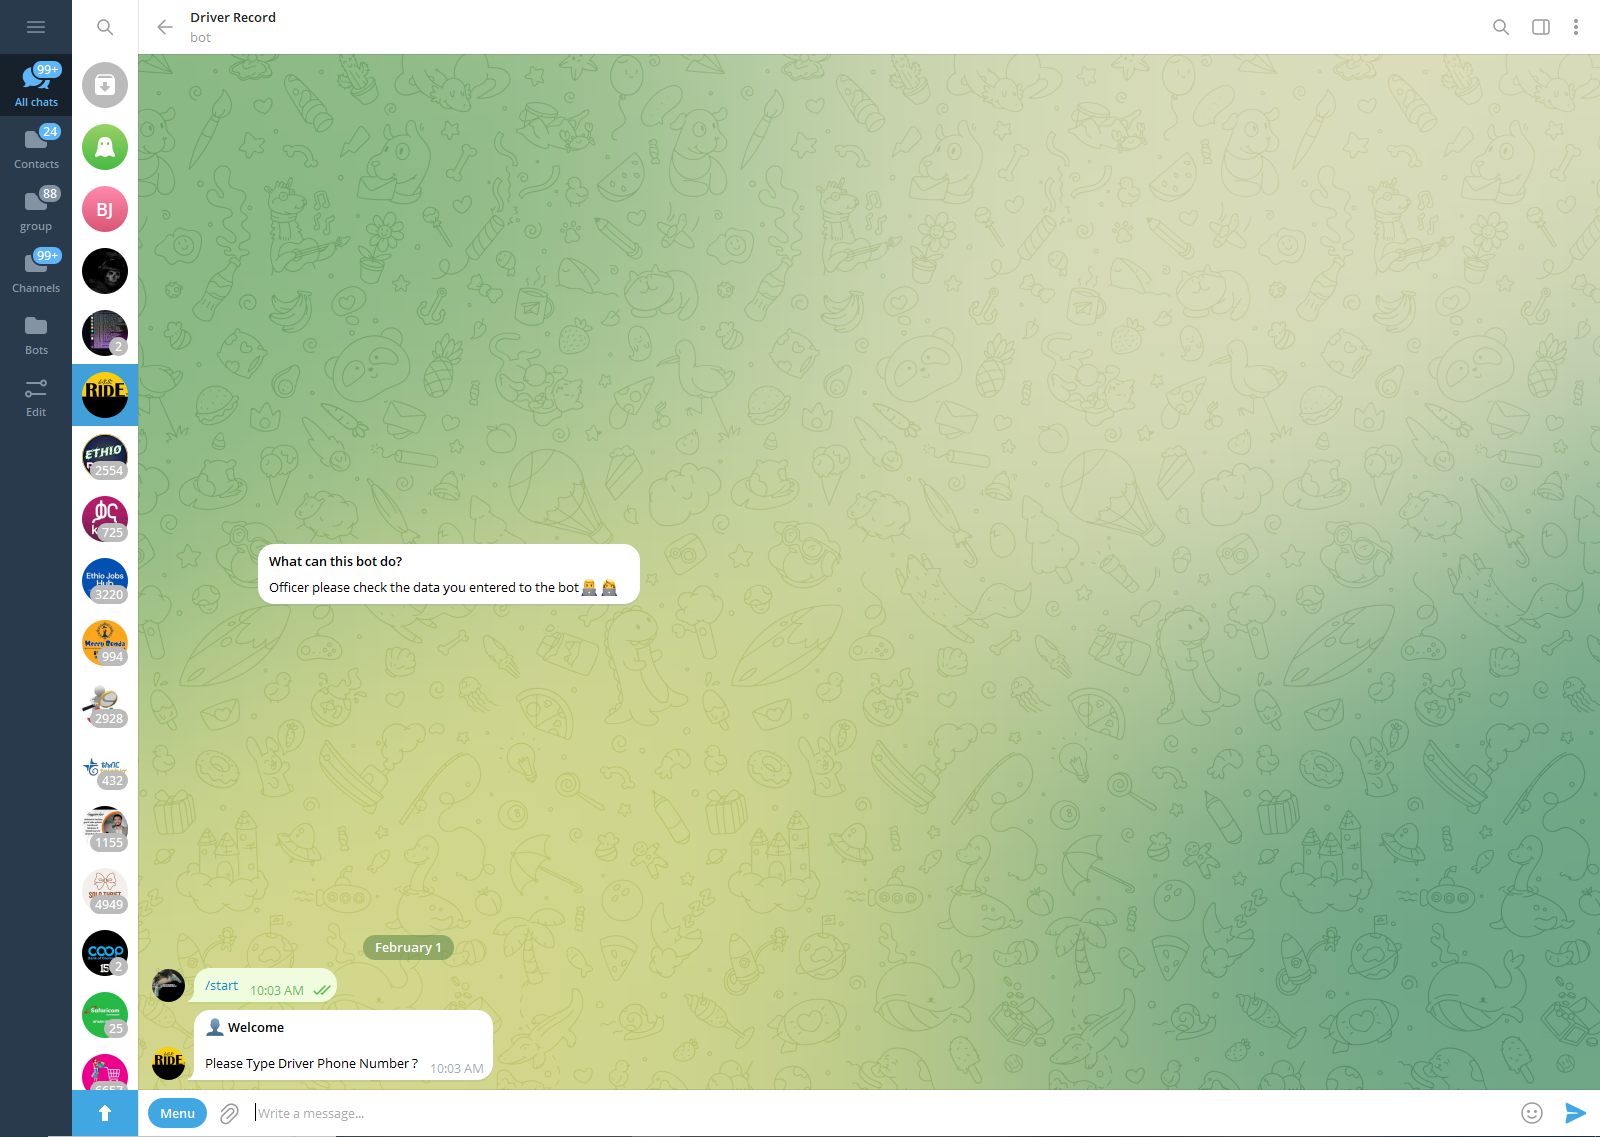 Driver Record
bot
99+
All chats
24
Contacts
88
group
99+
Channels
Bots
Edit
BJ
2
RIDE
ETHIO
2554
725
Ethio Jobs
Hub
3220
994
2928
432
1155
4949
COOP
2
Safaricom
25
What can this bot do?
Officer please check the data you entered to the bot
February 1
/start 10:03 AM
Welcome
RIDE
Please Type Driver Phone Number ? 10:03 AM
Menu
Write a message...